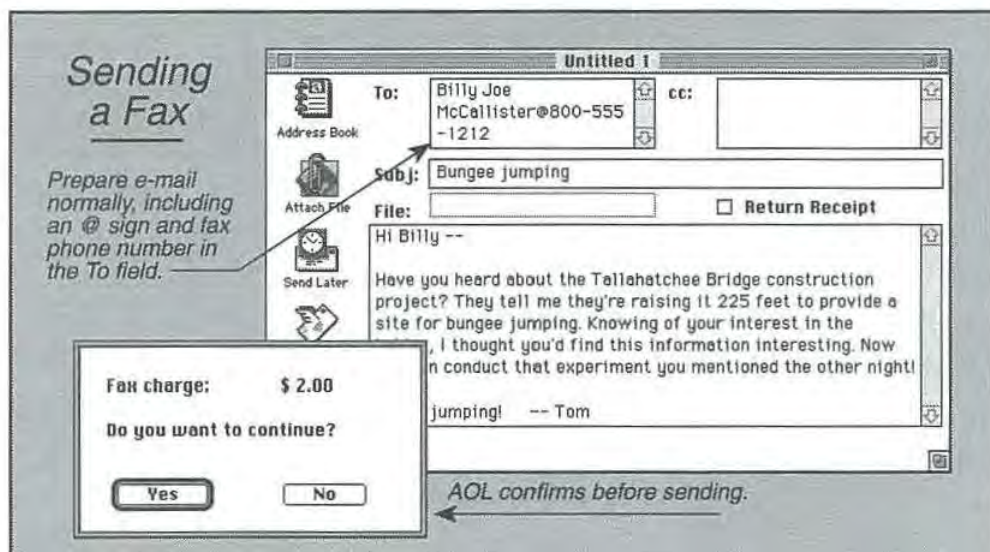 Sending
a Fax
Prepare e-mail
normally, including
an @ sign and fax
phone number in
the To field.
Untitled 1
Address Book
Attach File
Send Later
To:
Billy Joe
McCallister@800-555
-1212
cc:
Subj:
Bungee jumping
File:
Return Receipt
Hi Billy --
Have you heard about the Tallahatchee Bridge construction
project? They tell me they're raising it 225 feet to provide a
site for bungee jumping. Knowing of your interest in the
, I thought you'd find this information interesting. Now
n conduct that experiment you mentioned the other night!
jumping! -- Tom
Fax charge: $ 2.00
Do you want to continue?
Yes
No
AOL confirms before sending.